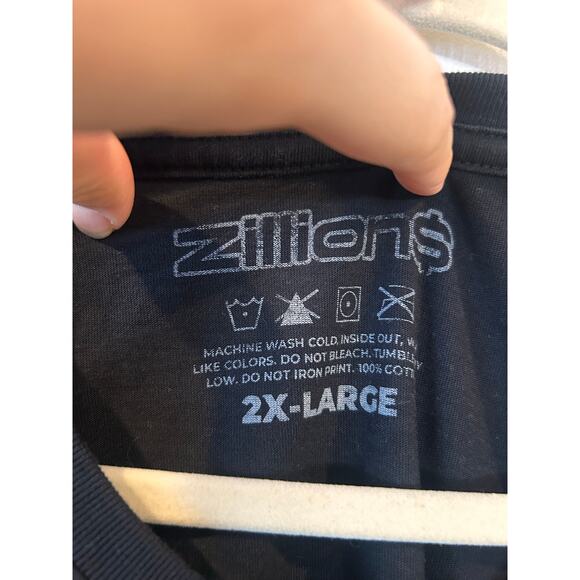 zillion$
MACHINE WASH COLD, INSIDE OUT,
LIKE COLORS. DO NOT BLEACH. TUMBLE
LOW. DO NOT IRON PRINT. 100%
2X-LARGE